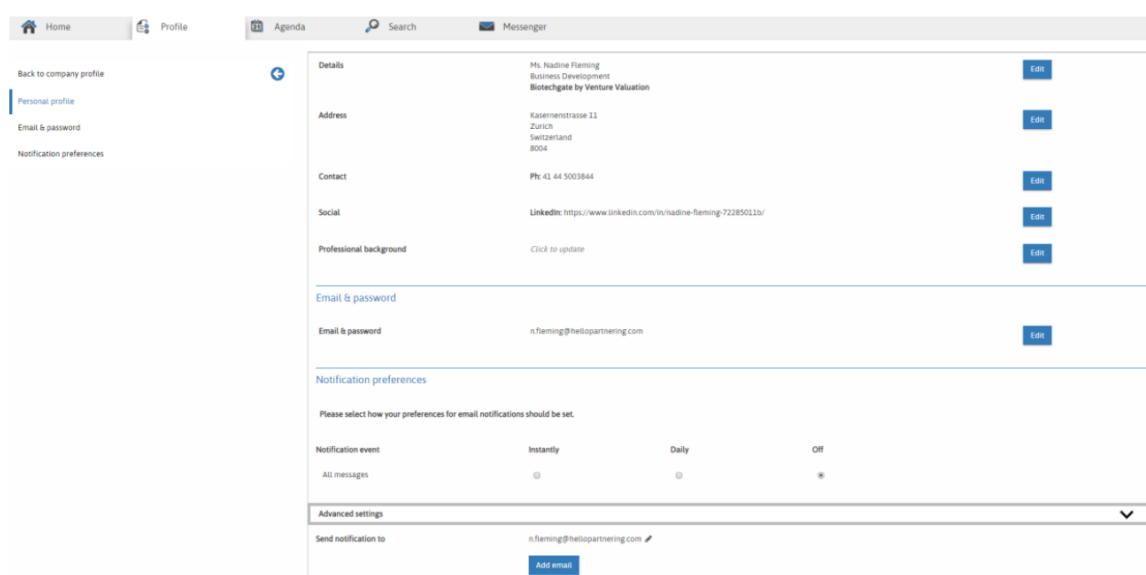 Home Profile 31 Agenda Search Messenger
Back to company profile
Personal profile
Email & password
Notification preferences
Details Ms. Nadine Fleming Edit
Business Development
Biotechgate by Venture Valuation
Address Kasernenstrasse 11 Edit
Zurich
Switzerland
8004
Contact Ph: 41 44 5003844 Edit
Social LinkedIn: https://www.linkedin.com/in/nadine-fleming-72285011b/ Edit
Professional background Click to update Edit
Email & password
Email & password n.fleming@hellopartnering.com Edit
Notification preferences
Please select how your preferences for email notifications should be set.
Notification event Instantly Daily Off
All messages
Advanced settings
Send notification to n.fleming@hellopartnering.com
Add email